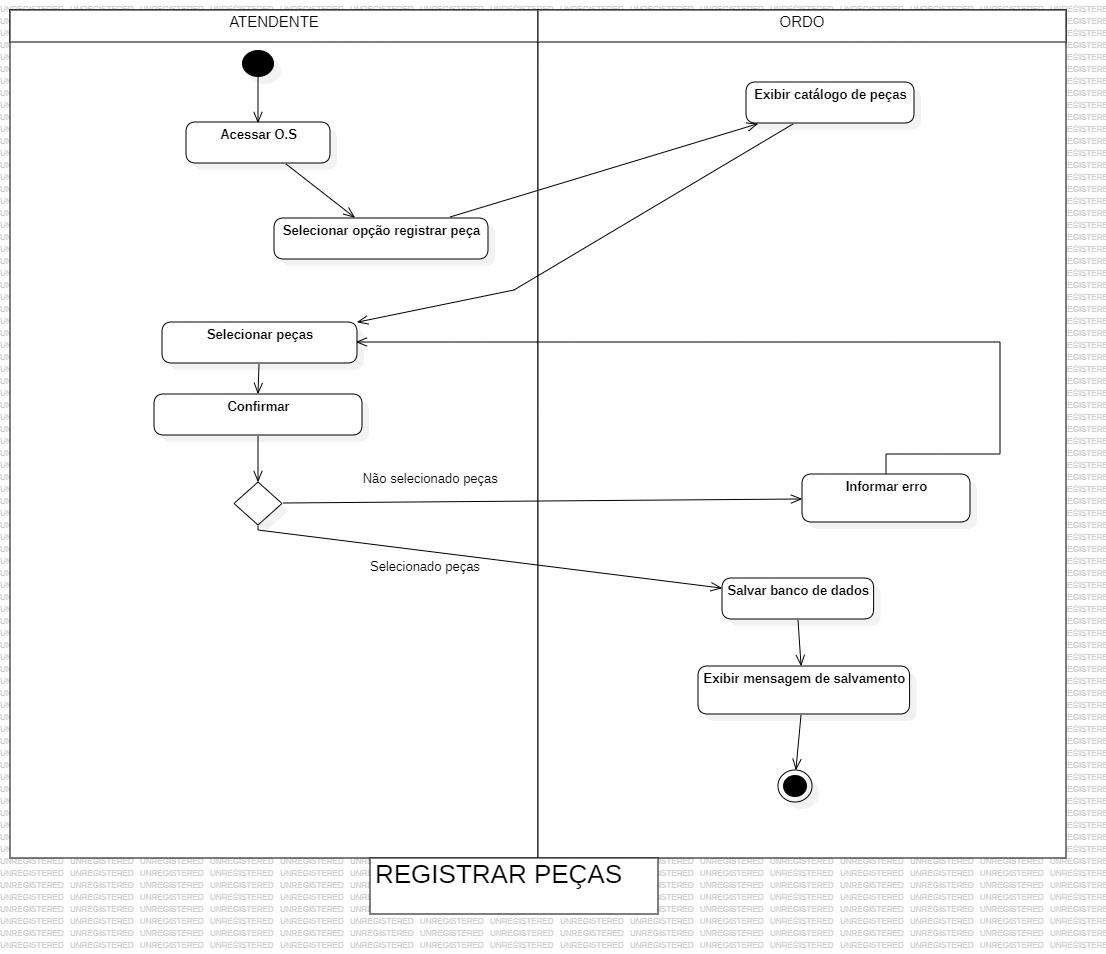 ATENDENTE
ORDO
Exibir catálogo de peças
Acessar O.S
Selecionar opção registrar peça
Selecionar peças
Confirmar
Não selecionado peças
Informar erro
Selecionado peças
Salvar banco de dados
Exibir mensagem de salvamento
REGISTRAR PEÇAS
UNREGISTERED